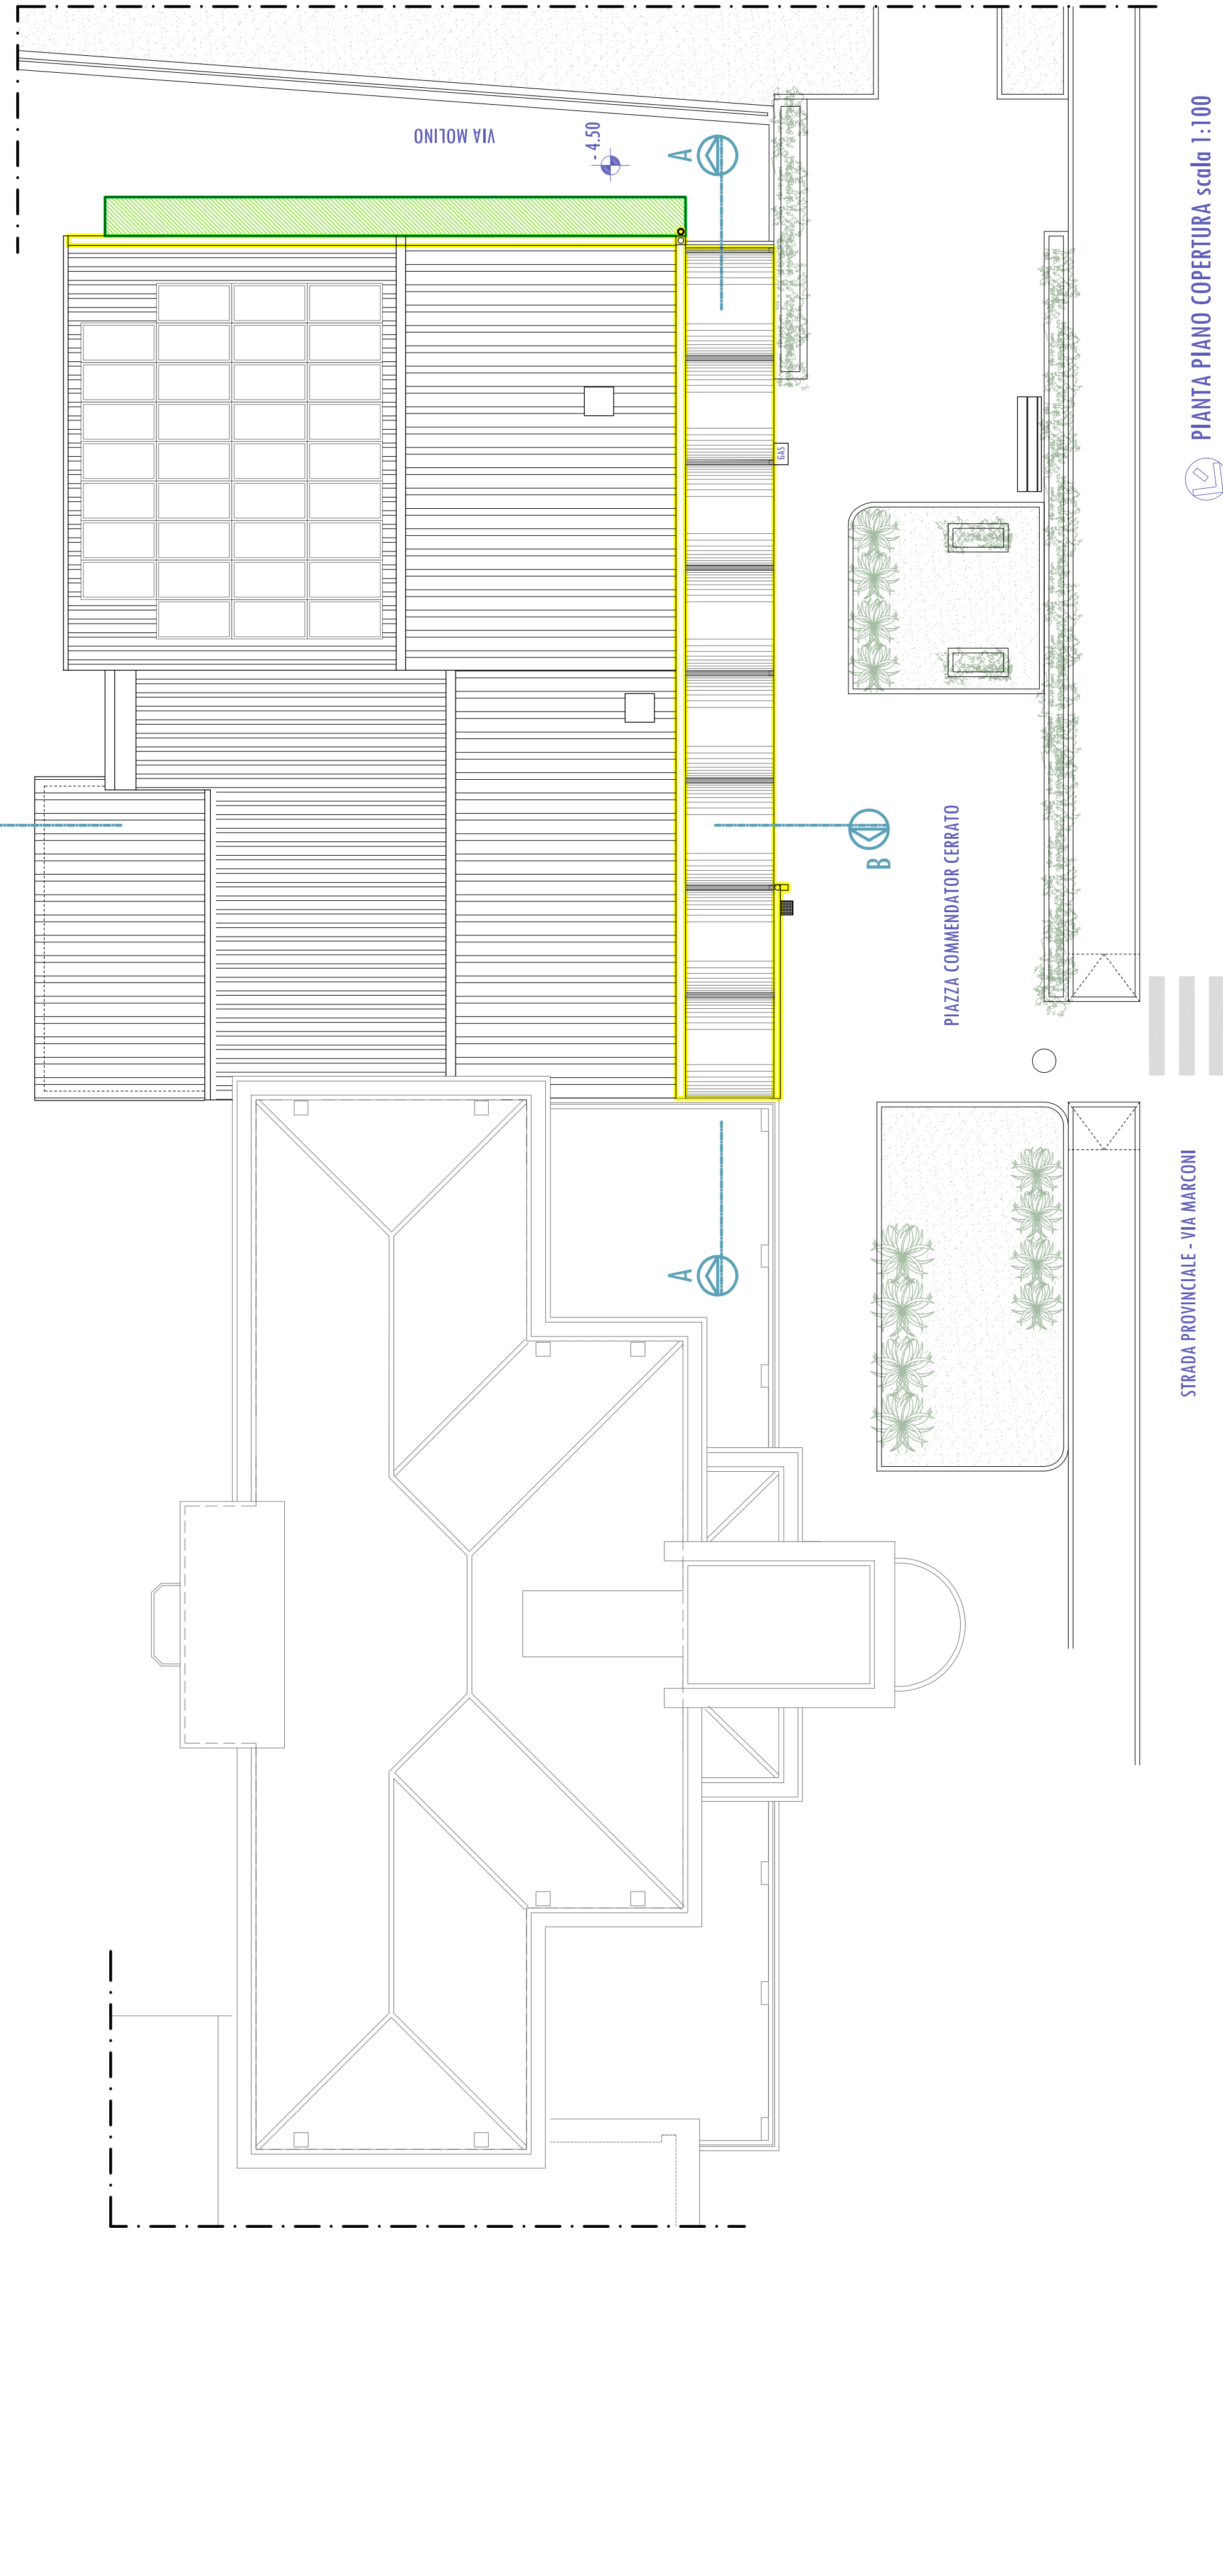 VIA MOLINO
- 4.50
A
GAS
B
PIAZZA COMMENDATOR CERRATO
A
STRADA PROVINCIALE - VIA MARCONI
PIANTA PIANO COPERTURA scala 1:100